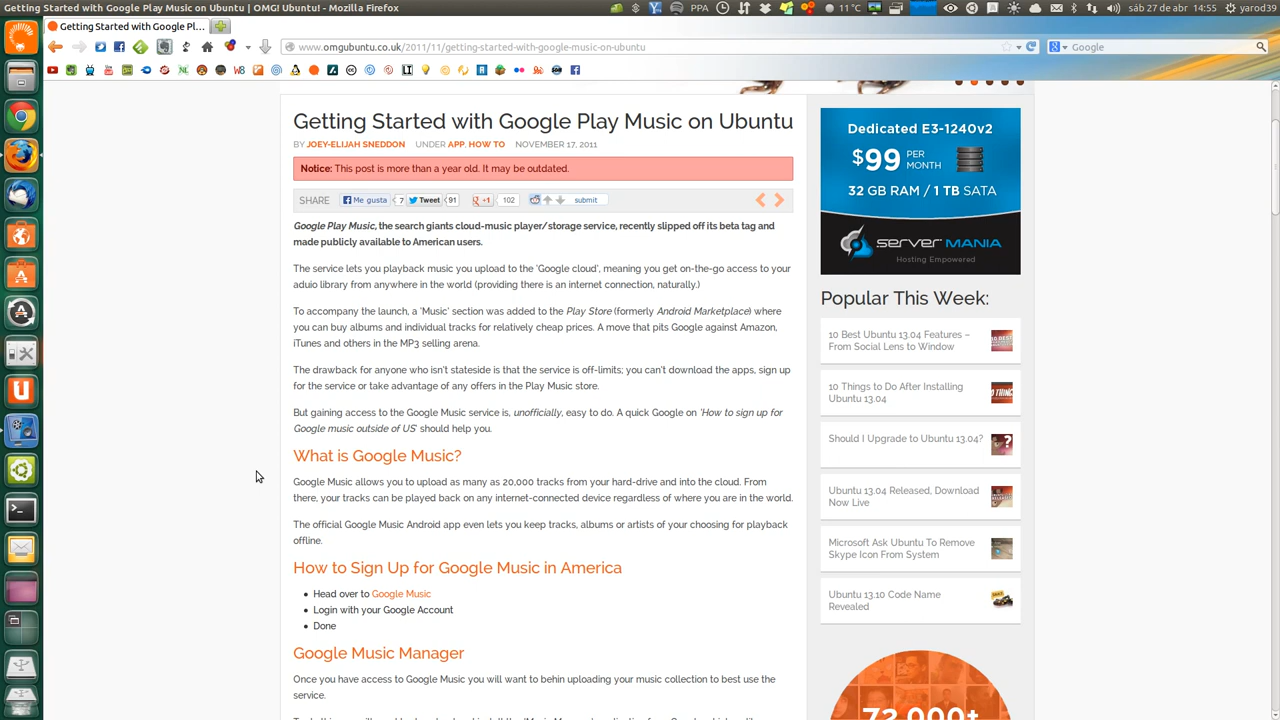 Getting Started with Google Play Music on Ubuntu | OMG! Ubuntu! - Mozilla Firefox
PPA
11°C
sáb 27 de abr
14:55
yarod39
Getting Started with Google Pl...
www.omgubuntu.co.uk/2011/11/getting-started-with-google-music-on-ubuntu
Google
Getting Started with Google Play Music on Ubuntu
BY JOEY-ELIJAH SNEDDON UNDER APP, HOW TO NOVEMBER 17, 2011
Notice: This post is more than a year old. It may be outdated.
SHARE Me gusta 7 Tweet 91 +1 102 submit
Google Play Music, the search giants cloud-music player/storage service, recently slipped off its beta tag and
made publicly available to American users.
The service lets you playback music you upload to the 'Google cloud', meaning you get on-the-go access to your
aduio library from anywhere in the world (providing there is an internet connection, naturally.)
To accompany the launch, a 'Music' section was added to the Play Store (formerly Android Marketplace) where
you can buy albums and individual tracks for relatively cheap prices. A move that pits Google against Amazon,
iTunes and others in the MP3 selling arena.
The drawback for anyone who isn't stateside is that the service is off-limits; you can't download the apps, sign up
for the service or take advantage of any offers in the Play Music store.
But gaining access to the Google Music service is, unofficially, easy to do. A quick Google on 'How to sign up for
Google music outside of US' should help you.
What is Google Music?
Google Music allows you to upload as many as 20,000 tracks from your hard-drive and into the cloud. From
there, your tracks can be played back on any internet-connected device regardless of where you are in the world.
The official Google Music Android app even lets you keep tracks, albums or artists of your choosing for playback
offline.
How to Sign Up for Google Music in America
Head over to Google Music
Login with your Google Account
Done
Google Music Manager
Once you have access to Google Music you will want to behin uploading your music collection to best use the
service.
Dedicated E3-1240v2
$99 PER MONTH
32 GB RAM / 1 TB SATA
SERVER MANIA
Hosting Empowered
Popular This Week:
10 Best Ubuntu 13.04 Features –
From Social Lens to Window
10 Things to Do After Installing
Ubuntu 13.04
Should I Upgrade to Ubuntu 13.04?
Ubuntu 13.04 Released, Download
Now Live
Microsoft Ask Ubuntu To Remove
Skype Icon From System
Ubuntu 13.10 Code Name
Revealed
72,000+